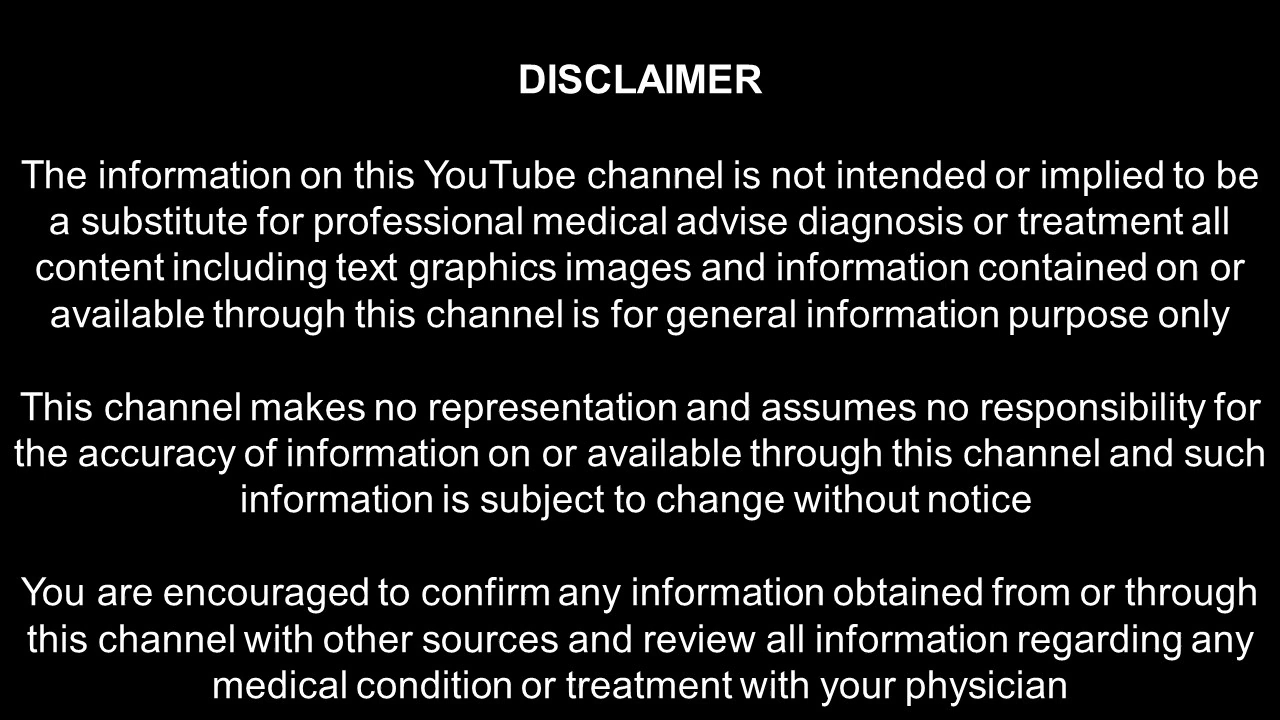 DISCLAIMER
The information on this YouTube channel is not intended or implied to be
a substitute for professional medical advise diagnosis or treatment all
content including text graphics images and information contained on or
available through this channel is for general information purpose only
This channel makes no representation and assumes no responsibility for
the accuracy of information on or available through this channel and such
information is subject to change without notice
You are encouraged to confirm any information obtained from or through
this channel with other sources and review all information regarding any
medical condition or treatment with your physician